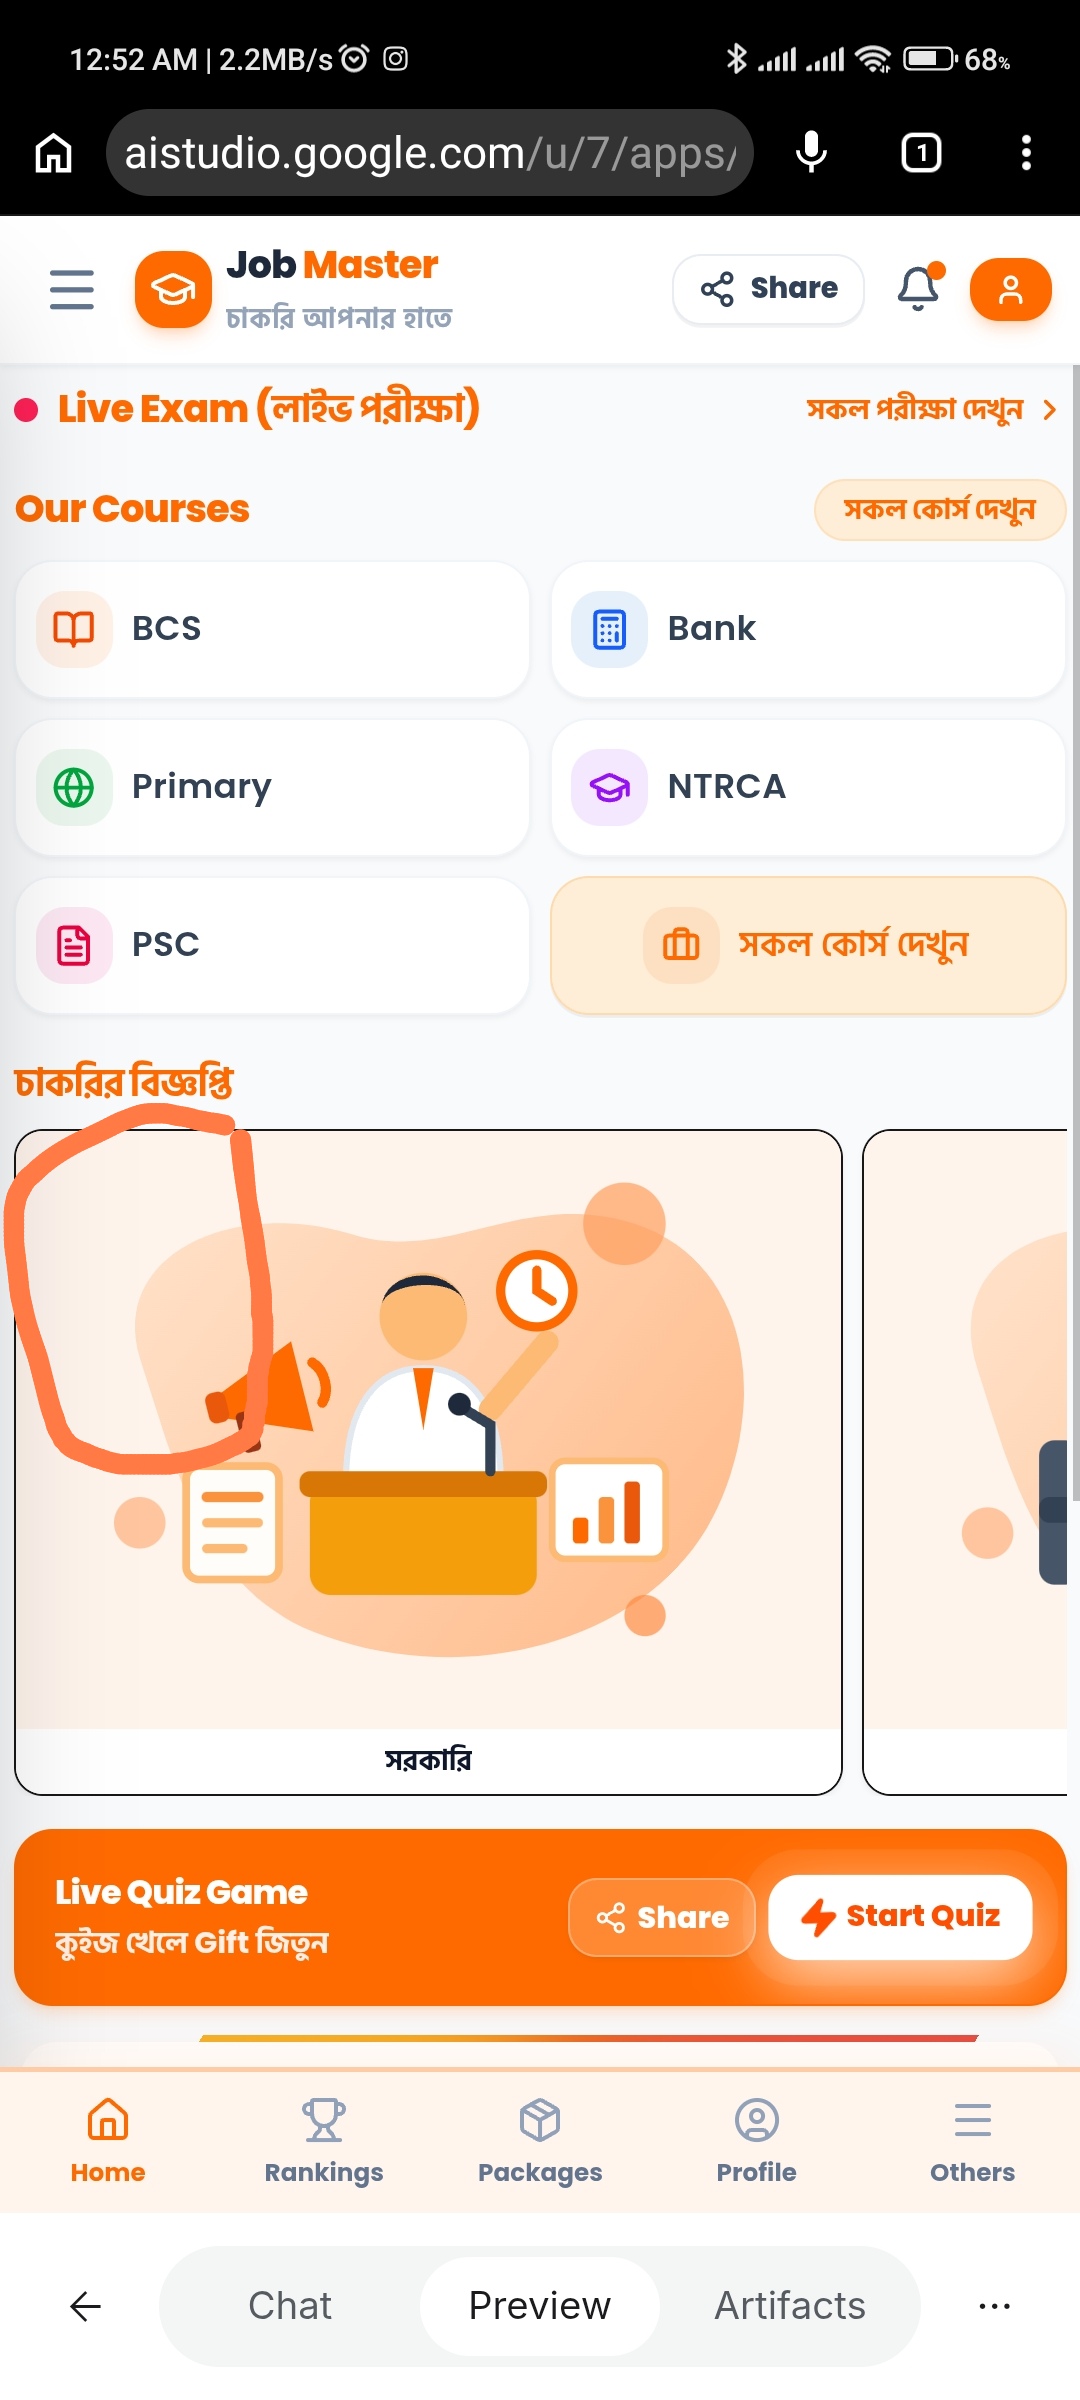 12:52 AM | 2.2MB/s 68%
aistudio.google.com/u/7/apps/ 1
Job Master
চাকরি আপনার হাতে
Share
Live Exam (লাইভ পরীক্ষা) সকল পরীক্ষা দেখুন
Our Courses সকল কোর্স দেখুন
BCS Bank
Primary NTRCA
PSC সকল কোর্স দেখুন
চাকরির বিজ্ঞপ্তি
সরকারি
Live Quiz Game
কুইজ খেলে Gift জিতুন
Share Start Quiz
Home Rankings Packages Profile Others
Chat Preview Artifacts